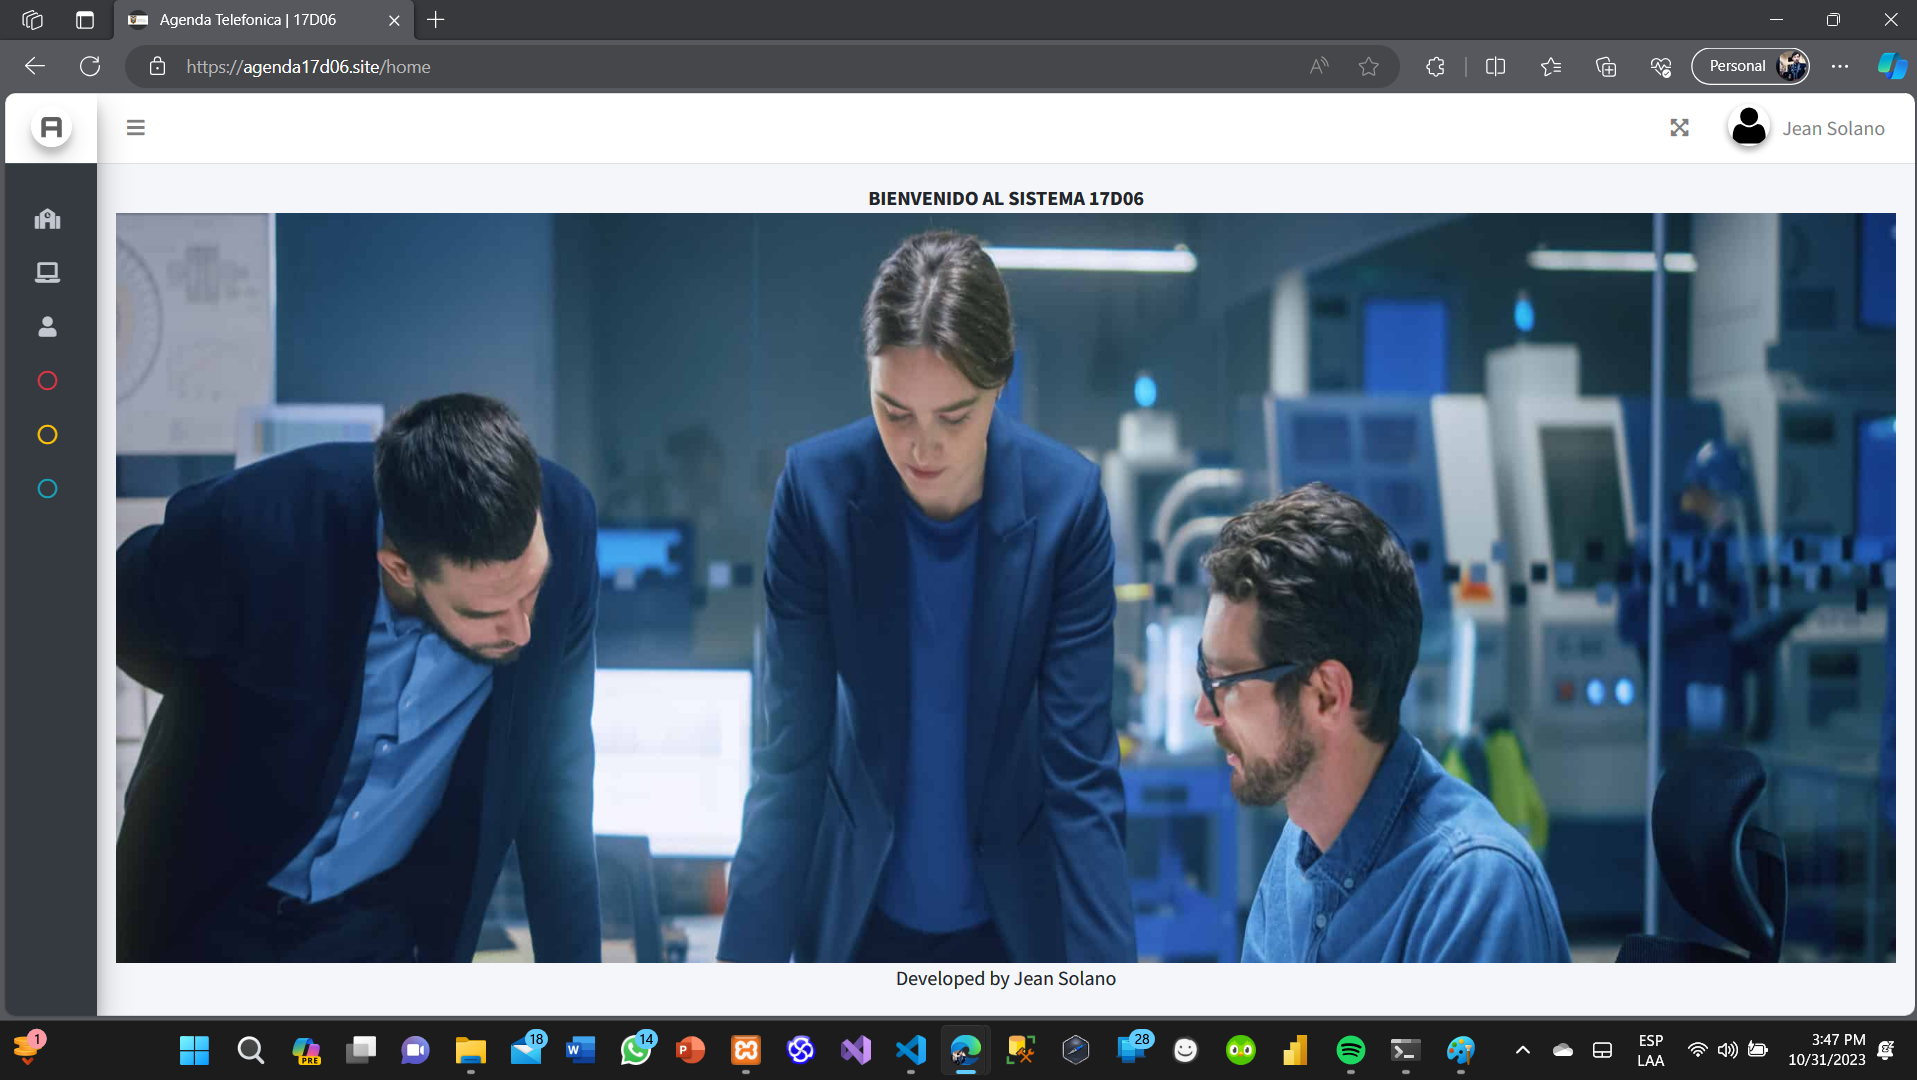 Agenda Telefonica | 17D06
https://agenda17d06.site/home
Personal
Jean Solano
BIENVENIDO AL SISTEMA 17D06
Developed by Jean Solano
1
PRE
18
W
14
P
28
ESP
LAA
3:47 PM
10/31/2023